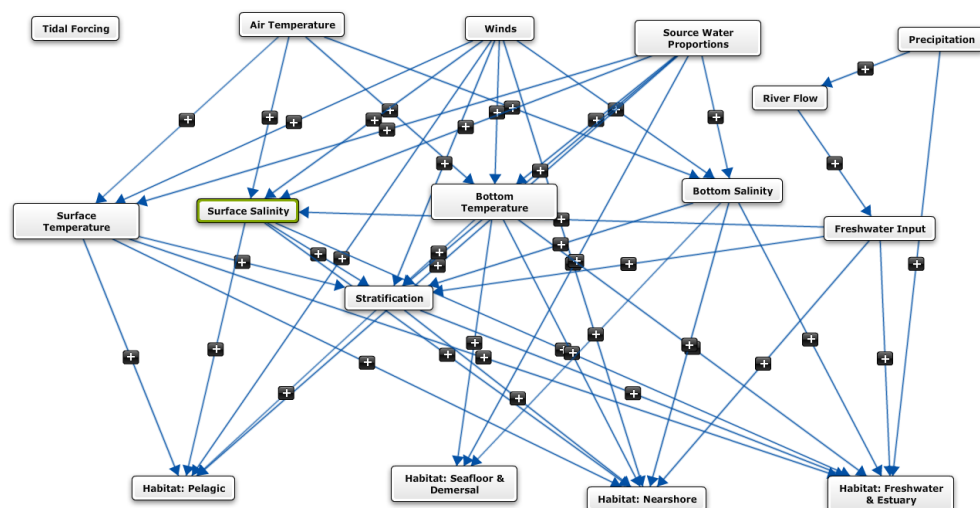 Tidal Forcing
Air Temperature
Winds
Source Water
Proportions
Precipitation
River Flow
Surface
Temperature
Surface Salinity
Bottom
Temperature
Bottom Salinity
Freshwater Input
Stratification
Habitat: Pelagic
Habitat: Seafloor &
Demersal
Habitat: Nearshore
Habitat: Freshwater
& Estuary